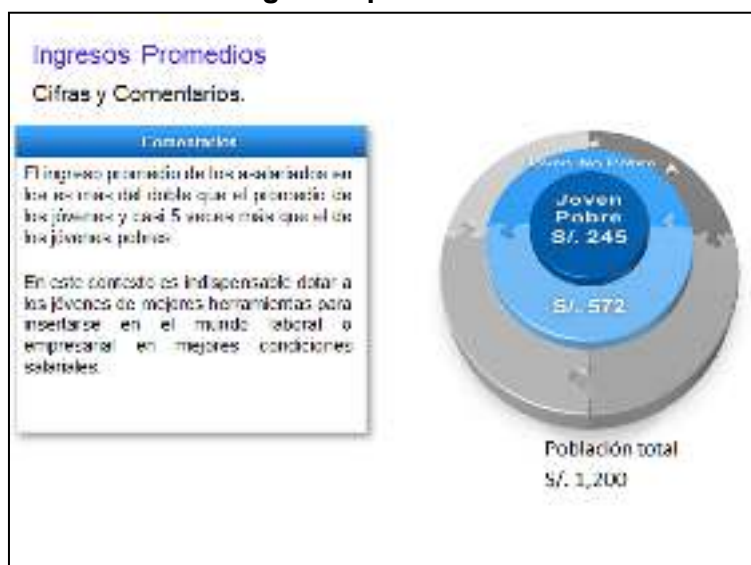 Ingresos Promedios
Cifras y Comentarios.
Comentarios
El ingreso promedio de los asalariados en
los es mas del doble que el promedio de
los jóvenes y casi 5 veces más que el de
los jóvenes pobres
En este contexto es indispensable dotar a
los jóvenes de mejores herramientas para
insertarse en el mundo laboral o
empresarial en mejores condiciones
salariales.
Joven No Pobre
Joven
Pobre
S/. 245
S/. 572
Población total
S/. 1,200